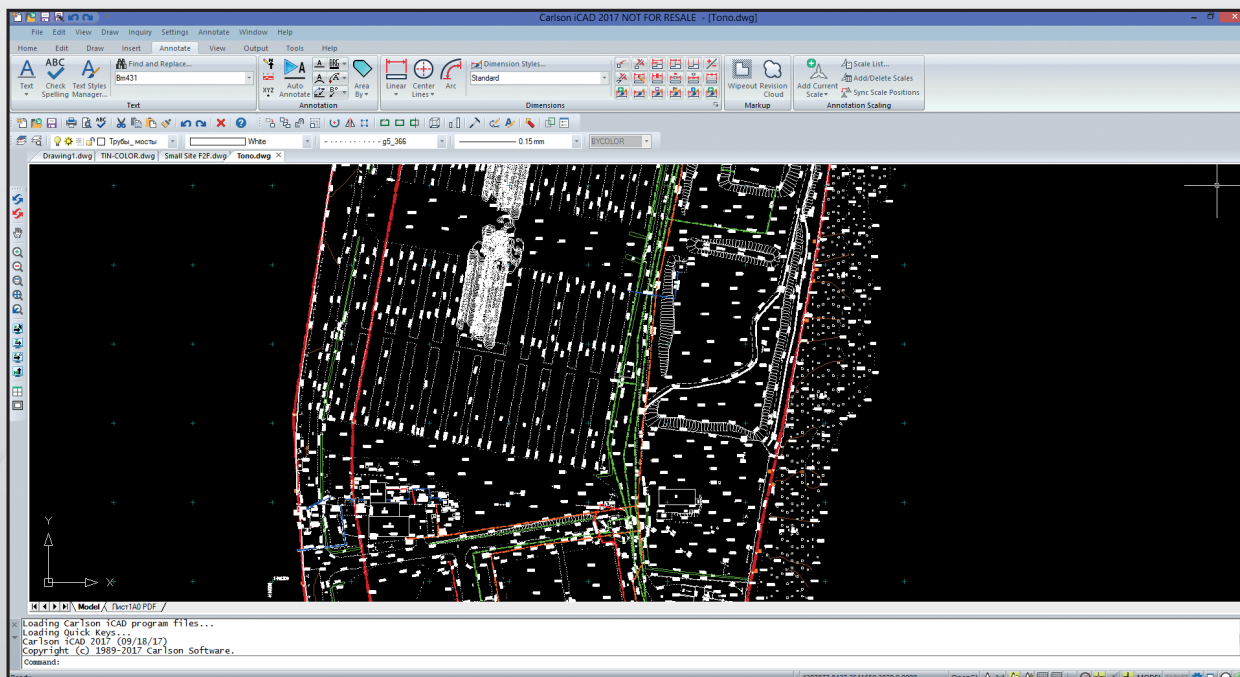 Carlson iCAD 2017 NOT FOR RESALE - [Tono.dwg]
File Edit View Draw Inquiry Settings Annotate Window Help
Home Edit Draw Insert Annotate View Output Tools Help
Find and Replace...
Bm431
Text Check Spelling Text Styles Manager...
Text
Auto Annotate Area By
Annotation
Dimension Styles...
Standard
Linear Center Lines Arc
Dimensions
Wipeout Revision Cloud
Markup
Add Current Scale Scale List...
Add/Delete Scales
Sync Scale Positions
Annotation Scaling
Трубы_мосты White g5_366 0.15 mm BYCOLOR
Drawing1.dwg TIN-COLOR.dwg Small Site F2F.dwg Tono.dwg
Y
X
Model Лист1А0 PDF
Loading Carlson iCAD program files...
Loading Quick Keys...
Carlson iCAD 2017 (09/18/17)
Copyright (c) 1989-2017 Carlson Software.
Command: